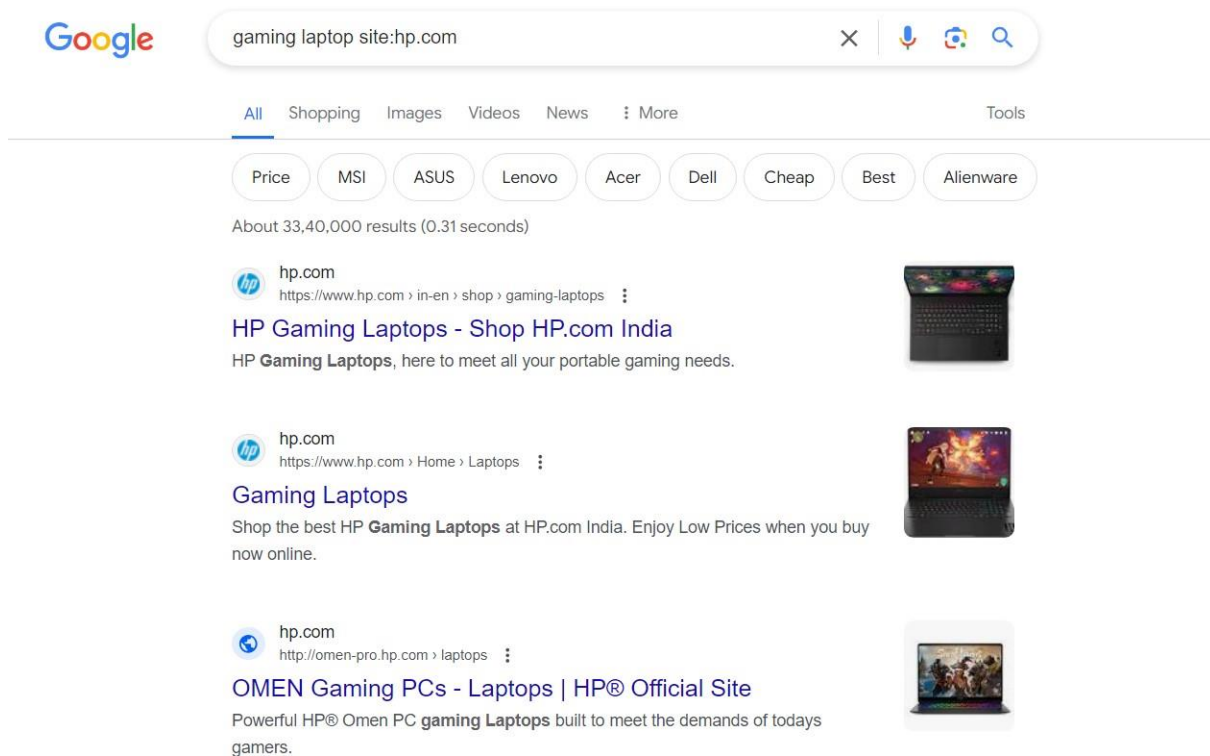 Google
gaming laptop site:hp.com
All Shopping Images Videos News More Tools
Price MSI ASUS Lenovo Acer Dell Cheap Best Alienware
About 33,40,000 results (0.31 seconds)
hp
hp.com
https://www.hp.com › in-en › shop › gaming-laptops
HP Gaming Laptops - Shop HP.com India
HP Gaming Laptops, here to meet all your portable gaming needs.
hp
hp.com
https://www.hp.com › Home › Laptops
Gaming Laptops
Shop the best HP Gaming Laptops at HP.com India. Enjoy Low Prices when you buy
now online.
hp.com
http://omen-pro.hp.com › laptops
OMEN Gaming PCs - Laptops | HP® Official Site
Powerful HP® Omen PC gaming Laptops built to meet the demands of todays
gamers.